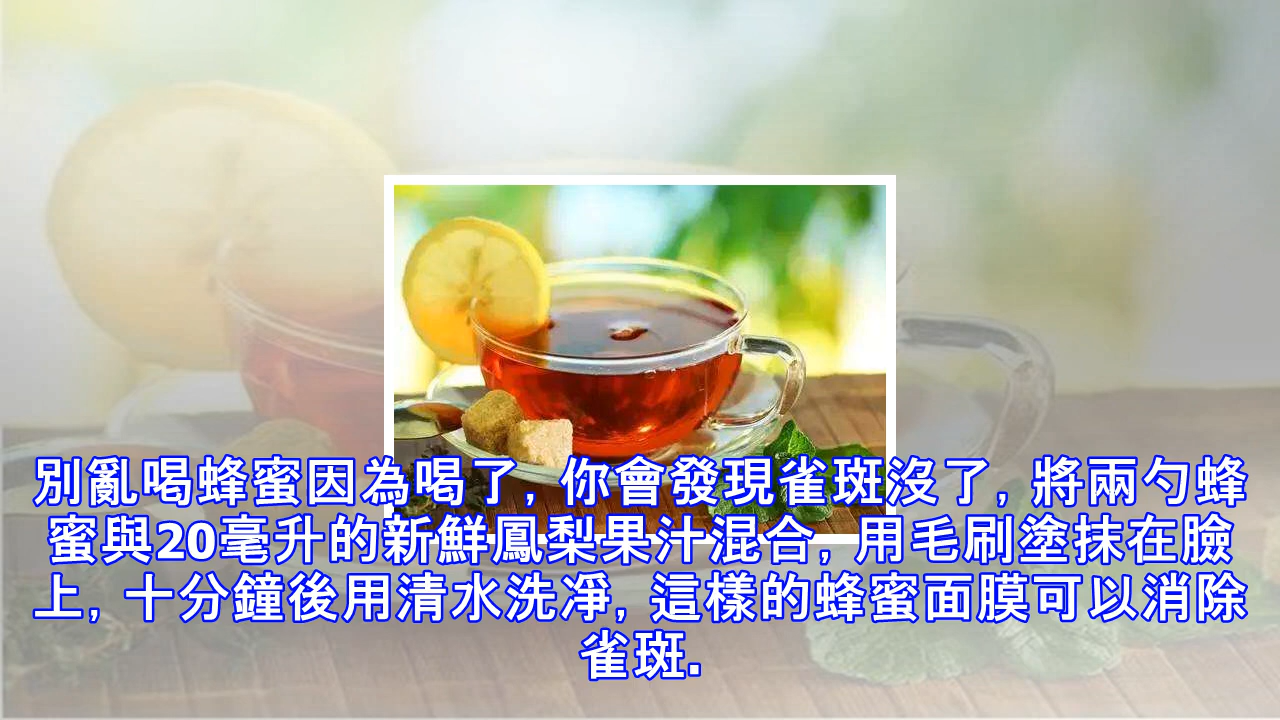 別亂喝蜂蜜因為喝了, 你會發現雀斑沒了, 將兩勺蜂
蜜與20毫升的新鮮鳳梨果汁混合, 用毛刷塗抹在臉
上, 十分鐘後用清水洗淨, 這樣的蜂蜜面膜可以消除
雀斑.